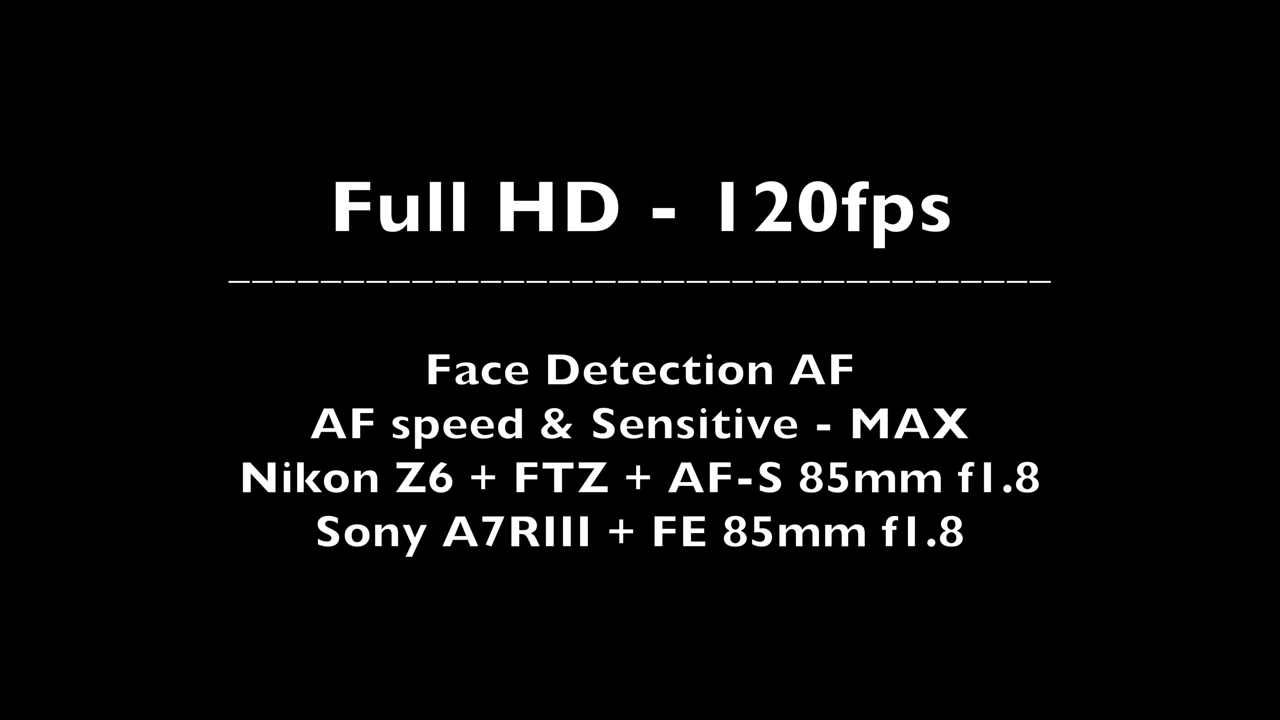 Full HD - 120fps
____________________________________
Face Detection AF
AF speed & Sensitive - MAX
Nikon Z6 + FTZ + AF-S 85mm f1.8
Sony A7RIII + FE 85mm f1.8